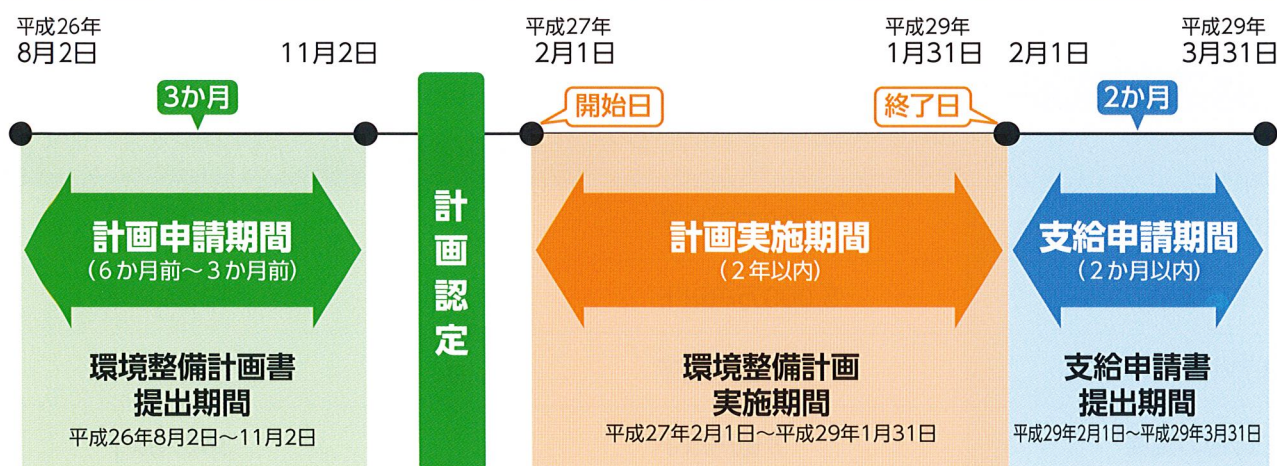 平成26年
8月2日
11月2日
平成27年
2月1日
平成29年
1月31日
2月1日
平成29年
3月31日
3か月
開始日
終了日
2か月
計画申請期間
(6か月前～3か月前)
計画認定
計画実施期間
(2年以内)
支給申請期間
(2か月以内)
環境整備計画書
提出期間
平成26年8月2日～11月2日
環境整備計画
実施期間
平成27年2月1日～平成29年1月31日
支給申請書
提出期間
平成29年2月1日～平成29年3月31日